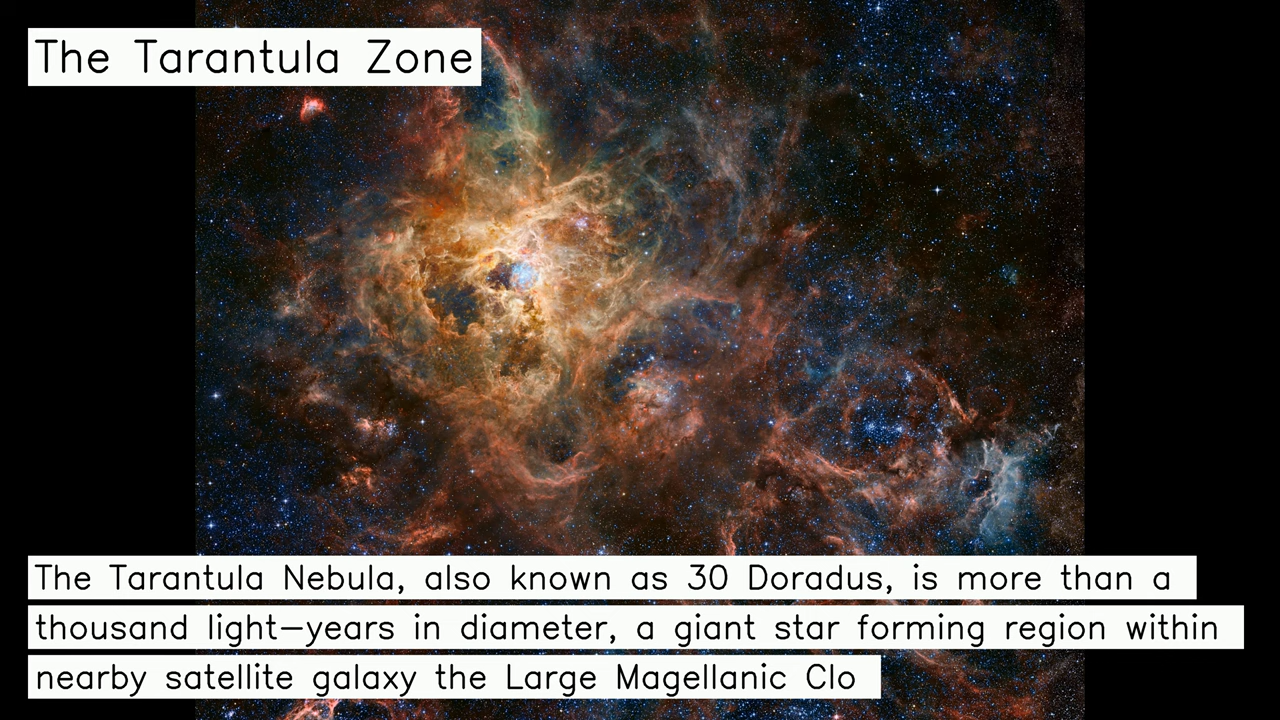 The Tarantula Zone
The Tarantula Nebula, also known as 30 Doradus, is more than a
thousand light-years in diameter, a giant star forming region within
nearby satellite galaxy the Large Magellanic Clo